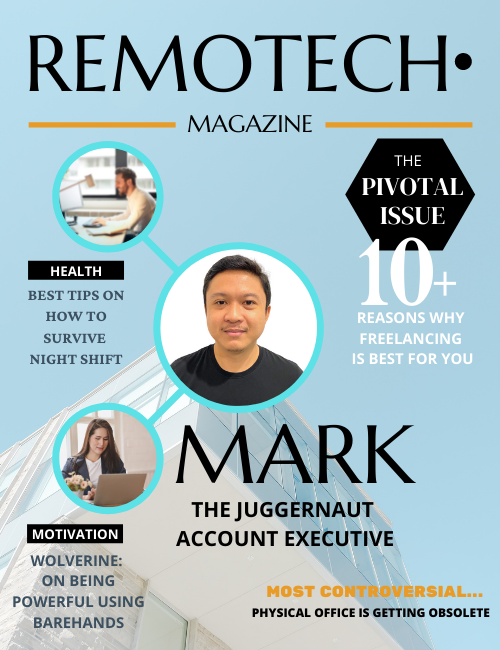 REMOTECH•
MAGAZINE
THE
PIVOTAL
ISSUE
10+
REASONS WHY
FREELANCING
IS BEST FOR YOU
HEALTH
BEST TIPS ON
HOW TO
SURVIVE
NIGHT SHIFT
MARK
THE JUGGERNAUT
ACCOUNT EXECUTIVE
MOTIVATION
WOLVERINE:
ON BEING
POWERFUL USING
BAREHANDS
MOST CONTROVERSIAL...
PHYSICAL OFFICE IS GETTING OBSOLETE